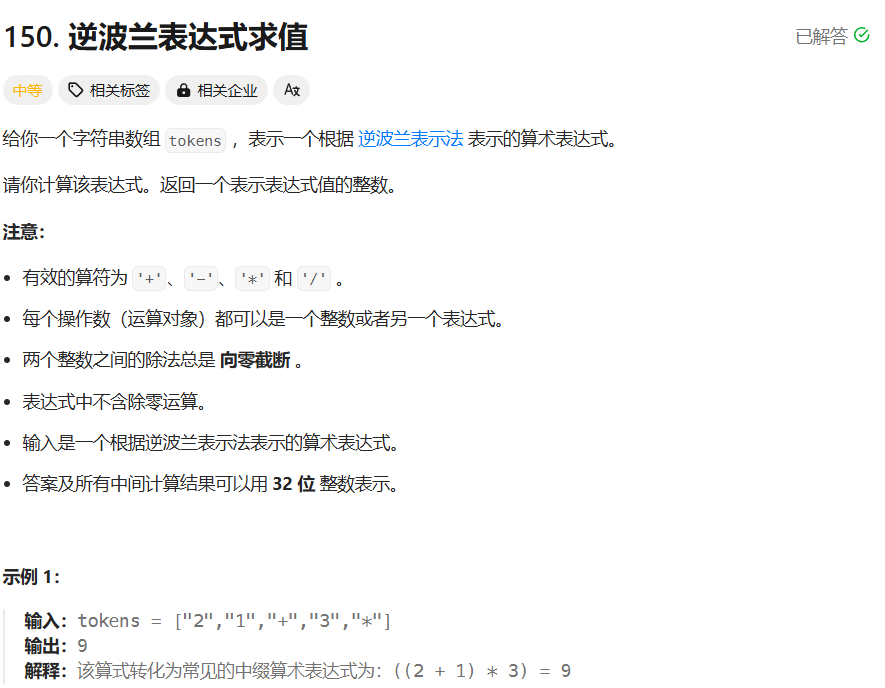 150. 逆波兰表达式求值
已解答
中等 相关标签 相关企业 Aあ
给你一个字符串数组 tokens ，表示一个根据 逆波兰表示法 表示的算术表达式。
请你计算该表达式。返回一个表示表达式值的整数。
注意：
• 有效的算符为 '+'、'-'、'*' 和 '/' 。
• 每个操作数（运算对象）都可以是一个整数或者另一个表达式。
• 两个整数之间的除法总是 向零截断 。
• 表达式中不含除零运算。
• 输入是一个根据逆波兰表示法表示的算术表达式。
• 答案及所有中间计算结果可以用 32 位 整数表示。
示例 1：
输入：tokens = ["2","1","+","3","*"]
输出：9
解释：该算式转化为常见的中缀算术表达式为：((2 + 1) * 3) = 9